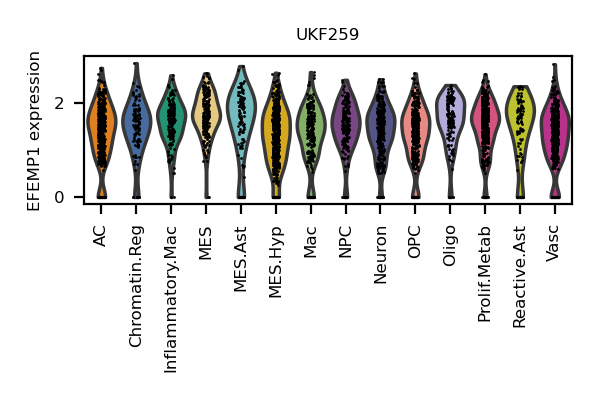 UKF259
EFEMP1 expression
2
0
AC
Chromatin.Reg
Inflammatory.Mac
MES
MES.Ast
MES.Hyp
Mac
NPC
Neuron
OPC
Oligo
Prolif.Metab
Reactive.Ast
Vasc